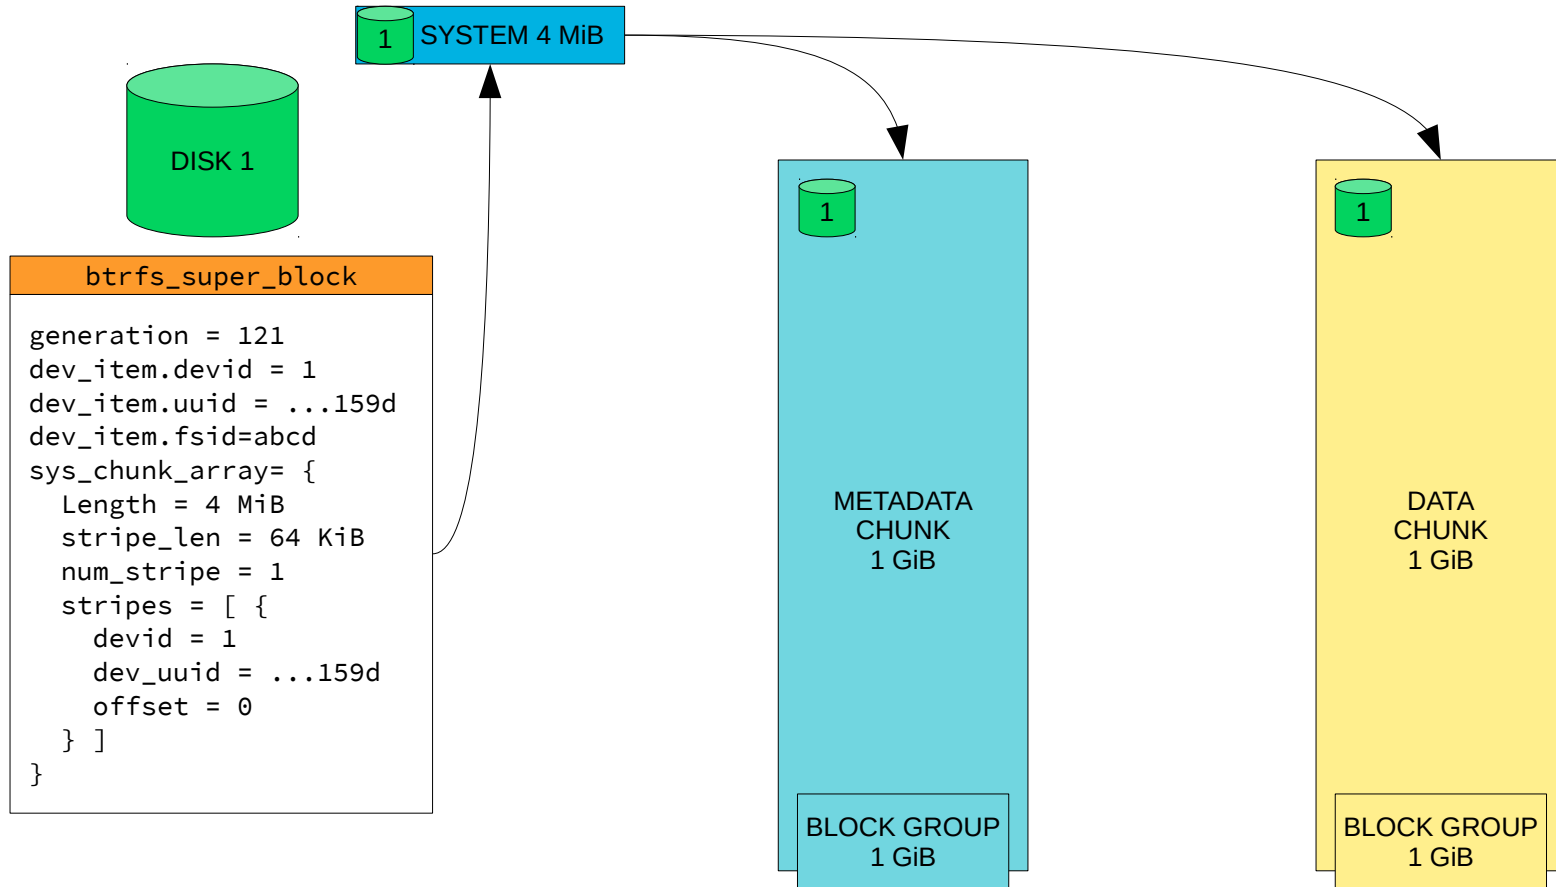 1
SYSTEM 4 MiB
DISK 1
btrfs_super_block
generation = 121
dev_item.devid = 1
dev_item.uuid = ...159d
dev_item.fsid=abcd
sys_chunk_array= {
  Length = 4 MiB
  stripe_len = 64 KiB
  num_stripe = 1
  stripes = [ {
    devid = 1
    dev_uuid = ...159d
    offset = 0
  } ]
}
1
METADATA
CHUNK
1 GiB
BLOCK GROUP
1 GiB
1
DATA
CHUNK
1 GiB
BLOCK GROUP
1 GiB